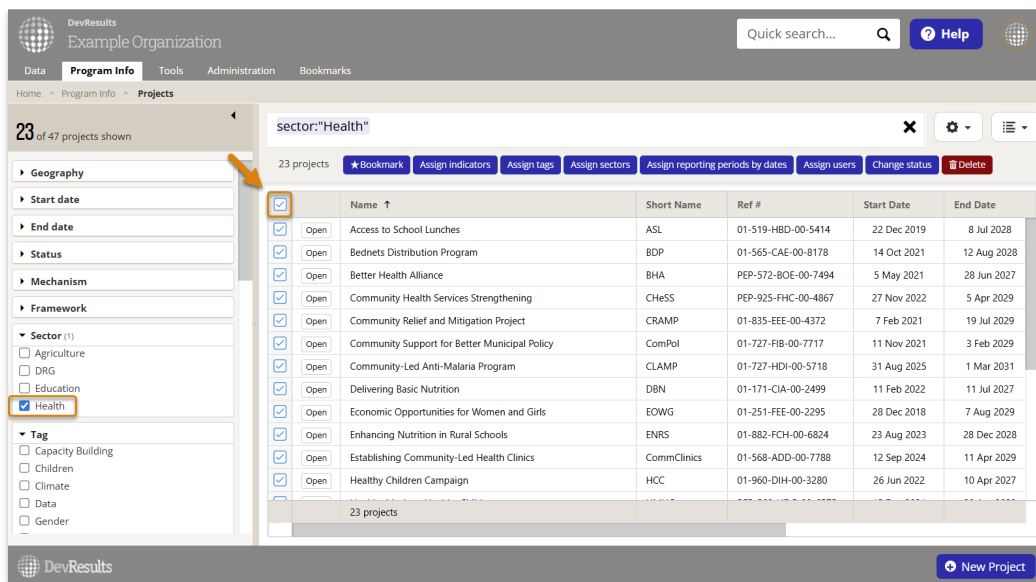 DevResults
Example Organization
Quick search...
Help
Data Program Info Tools Administration Bookmarks
Home Program Info Projects
23 of 47 projects shown
Geography
Start date
End date
Status
Mechanism
Framework
Sector (1)
Agriculture
DRG
Education
Health
Tag
Capacity Building
Children
Climate
Data
Gender
sector:"Health"
23 projects Bookmark Assign indicators Assign tags Assign sectors Assign reporting periods by dates Assign users Change status Delete
Name ↑ Short Name Ref # Start Date End Date
Open Access to School Lunches ASL 01-519-HBD-00-5414 22 Dec 2019 8 Jul 2028
Open Bednets Distribution Program BDP 01-565-CAE-00-8178 14 Oct 2021 12 Aug 2028
Open Better Health Alliance BHA PEP-572-BOE-00-7494 5 May 2021 28 Jun 2027
Open Community Health Services Strengthening CHeSS PEP-925-FHC-00-4867 27 Nov 2022 5 Apr 2029
Open Community Relief and Mitigation Project CRAMP 01-835-EEE-00-4372 7 Feb 2021 19 Jul 2029
Open Community Support for Better Municipal Policy ComPol 01-727-FIB-00-7717 11 Nov 2021 3 Feb 2029
Open Community-Led Anti-Malaria Program CLAMP 01-727-HDI-00-5718 31 Aug 2025 1 Mar 2031
Open Delivering Basic Nutrition DBN 01-171-CIA-00-2499 11 Feb 2022 11 Jul 2027
Open Economic Opportunities for Women and Girls EOWG 01-251-FEE-00-2295 28 Dec 2018 7 Aug 2029
Open Enhancing Nutrition in Rural Schools ENRS 01-882-FCH-00-6824 23 Aug 2023 28 Dec 2028
Open Establishing Community-Led Health Clinics CommClinics 01-568-ADD-00-7788 12 Sep 2024 11 Apr 2029
Open Healthy Children Campaign HCC 01-960-DIH-00-3280 26 Jun 2022 10 Apr 2027
23 projects
DevResults
New Project